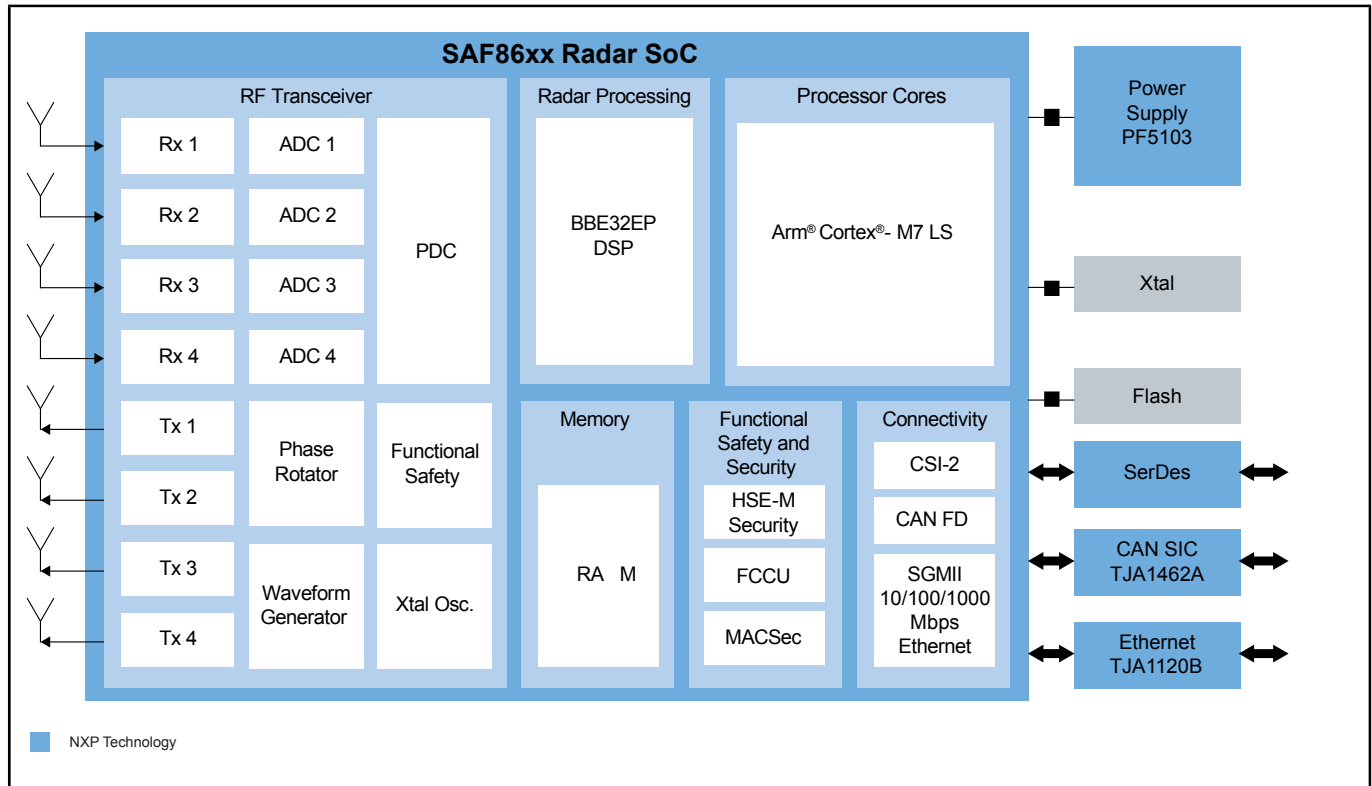 SAF86xx Radar SoC
RF Transceiver
Rx 1
ADC 1
Rx 2
ADC 2
Rx 3
ADC 3
Rx 4
ADC 4
PDC
Tx 1
Tx 2
Phase
Rotator
Functional
Safety
Tx 3
Tx 4
Waveform
Generator
Xtal Osc.
Radar Processing
BBE32EP
DSP
Processor Cores
Arm® Cortex®- M7 LS
Memory
RA M
Functional
Safety and
Security
HSE-M
Security
FCCU
MACSec
Connectivity
CSI-2
CAN FD
SGMII
10/100/1000
Mbps
Ethernet
Power
Supply
PF5103
Xtal
Flash
SerDes
CAN SIC
TJA1462A
Ethernet
TJA1120B
NXP Technology